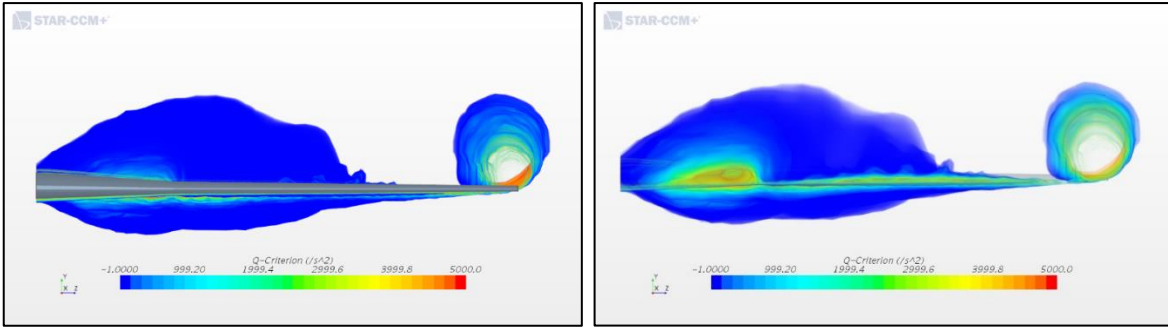 STAR-CCM+
Y
X Z
Q-Criterion (/s^2)
-1.0000 999.20 1999.4 2999.6 3999.8 5000.0
STAR-CCM+
Y
X Z
Q-Criterion (/s^2)
-1.0000 999.20 1999.4 2999.6 3999.8 5000.0